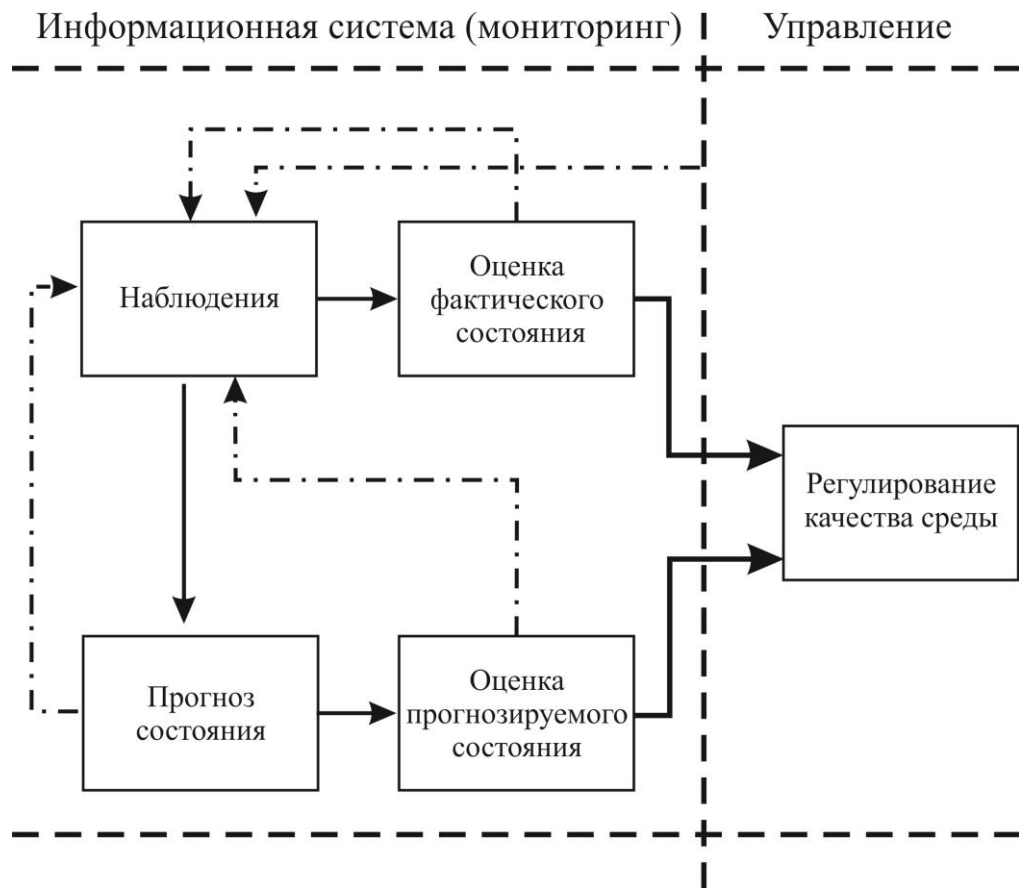 Информационная система (мониторинг)
Управление
Наблюдения
Оценка
фактического
состояния
Регулирование
качества среды
Прогноз
состояния
Оценка
прогнозируемого
состояния